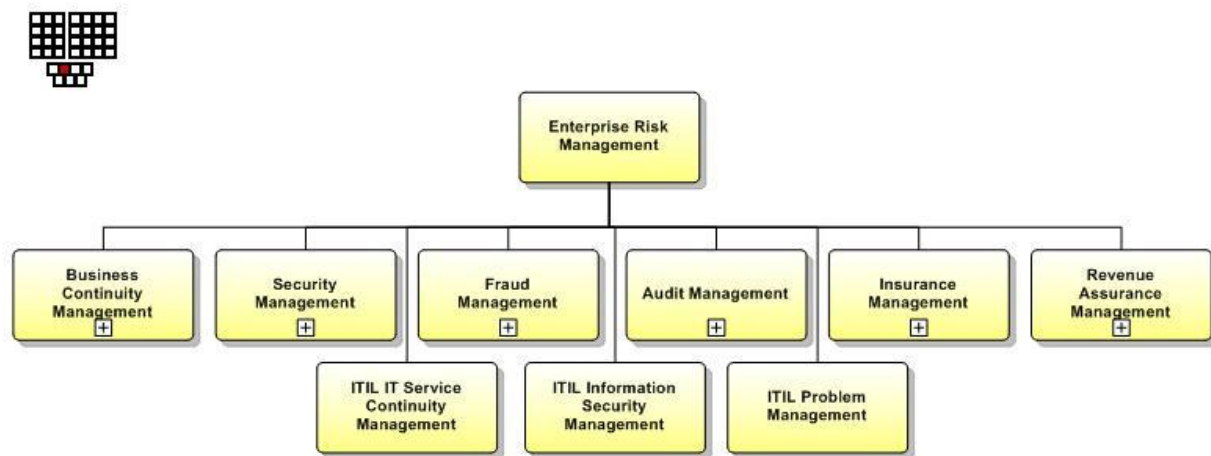 Enterprise Risk
Management
Business
Continuity
Management
Security
Management
Fraud
Management
Audit Management
Insurance
Management
Revenue
Assurance
Management
ITIL IT Service
Continuity
Management
ITIL Information
Security
Management
ITIL Problem
Management